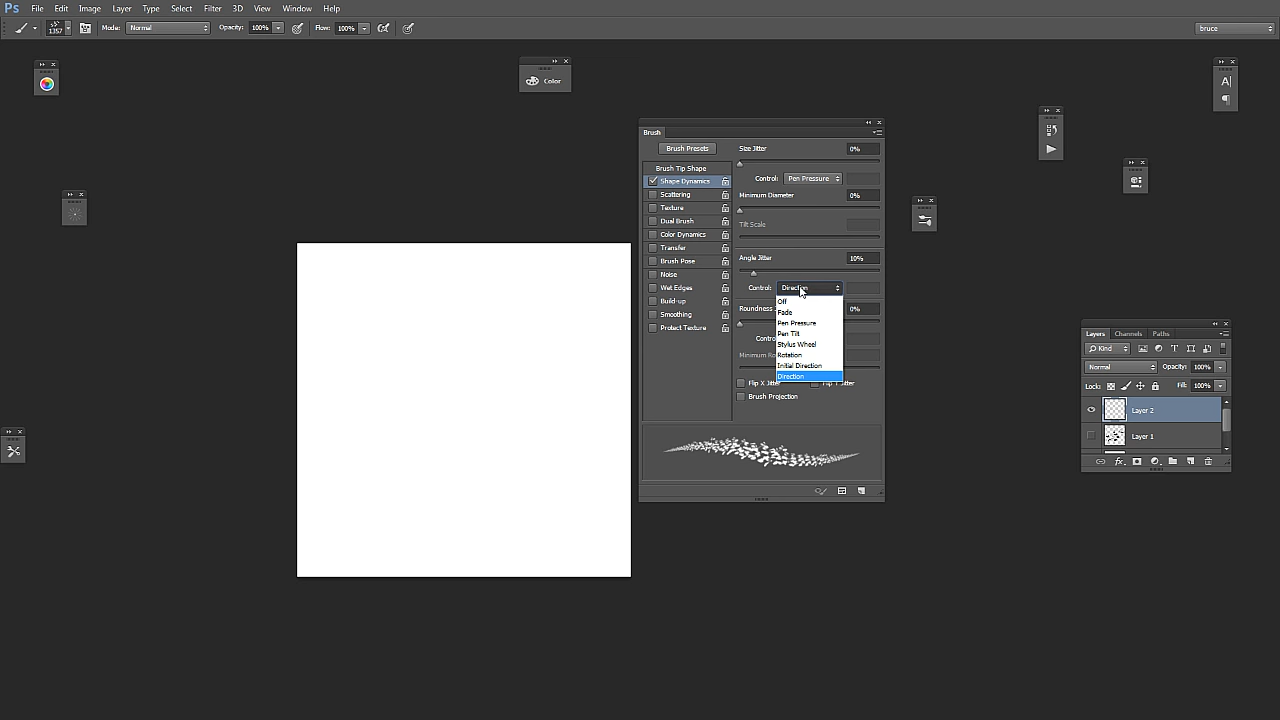 Ps File Edit Image Layer Type Select Filter 3D View Window Help
1357 Mode: Normal Opacity: 100% Flow: 100% bruce
Color
Brush
Brush Presets
Brush Tip Shape
Shape Dynamics
Scattering
Texture
Dual Brush
Color Dynamics
Transfer
Brush Pose
Noise
Wet Edges
Build-up
Smoothing
Protect Texture
Size Jitter 0%
Control: Pen Pressure
Minimum Diameter 0%
Tilt Scale
Angle Jitter 10%
Control: Direction
Off
Fade
Pen Pressure
Pen Tilt
Stylus Wheel
Rotation
Initial Direction
Direction
Roundness 0%
Minimum
Flip X Jitter
Brush Projection
A
Layers Channels Paths
Kind
Normal Opacity: 100%
Lock: Fill: 100%
Layer 2
Layer 1
fx